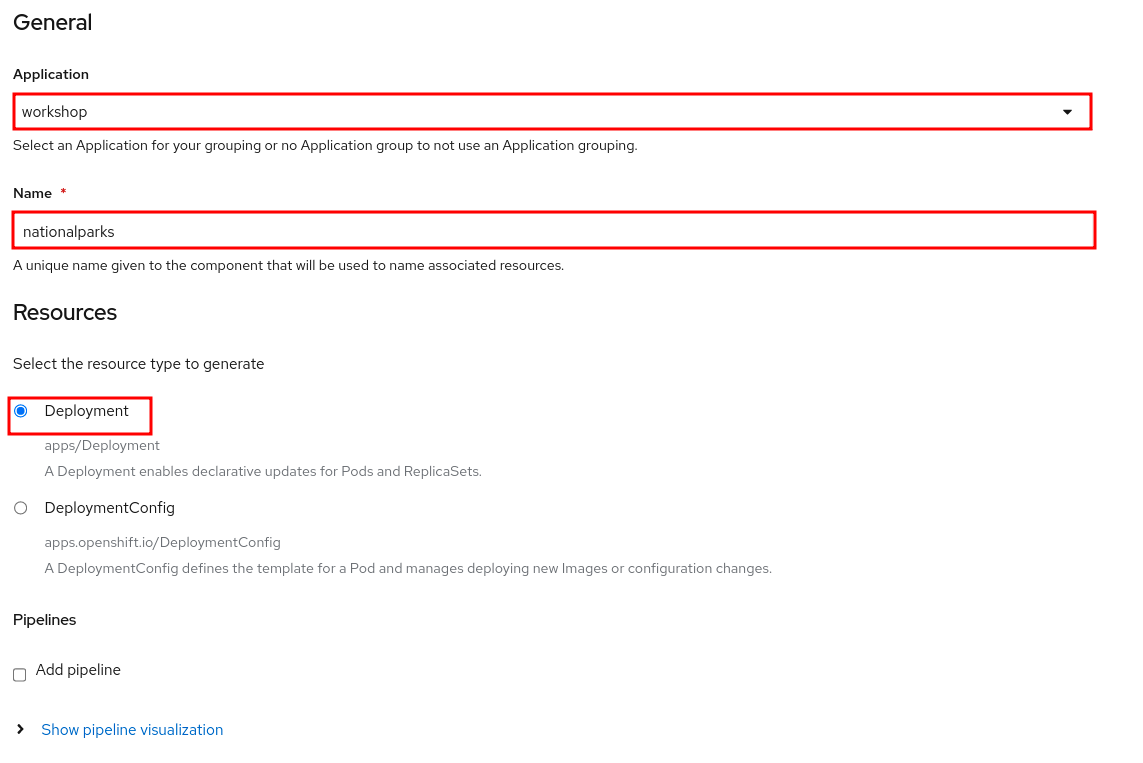 General
Application
workshop
Select an Application for your grouping or no Application group to not use an Application grouping.
Name *
nationalparks
A unique name given to the component that will be used to name associated resources.
Resources
Select the resource type to generate
Deployment
apps/Deployment
A Deployment enables declarative updates for Pods and ReplicaSets.
DeploymentConfig
apps.openshift.io/DeploymentConfig
A DeploymentConfig defines the template for a Pod and manages deploying new Images or configuration changes.
Pipelines
Add pipeline
Show pipeline visualization